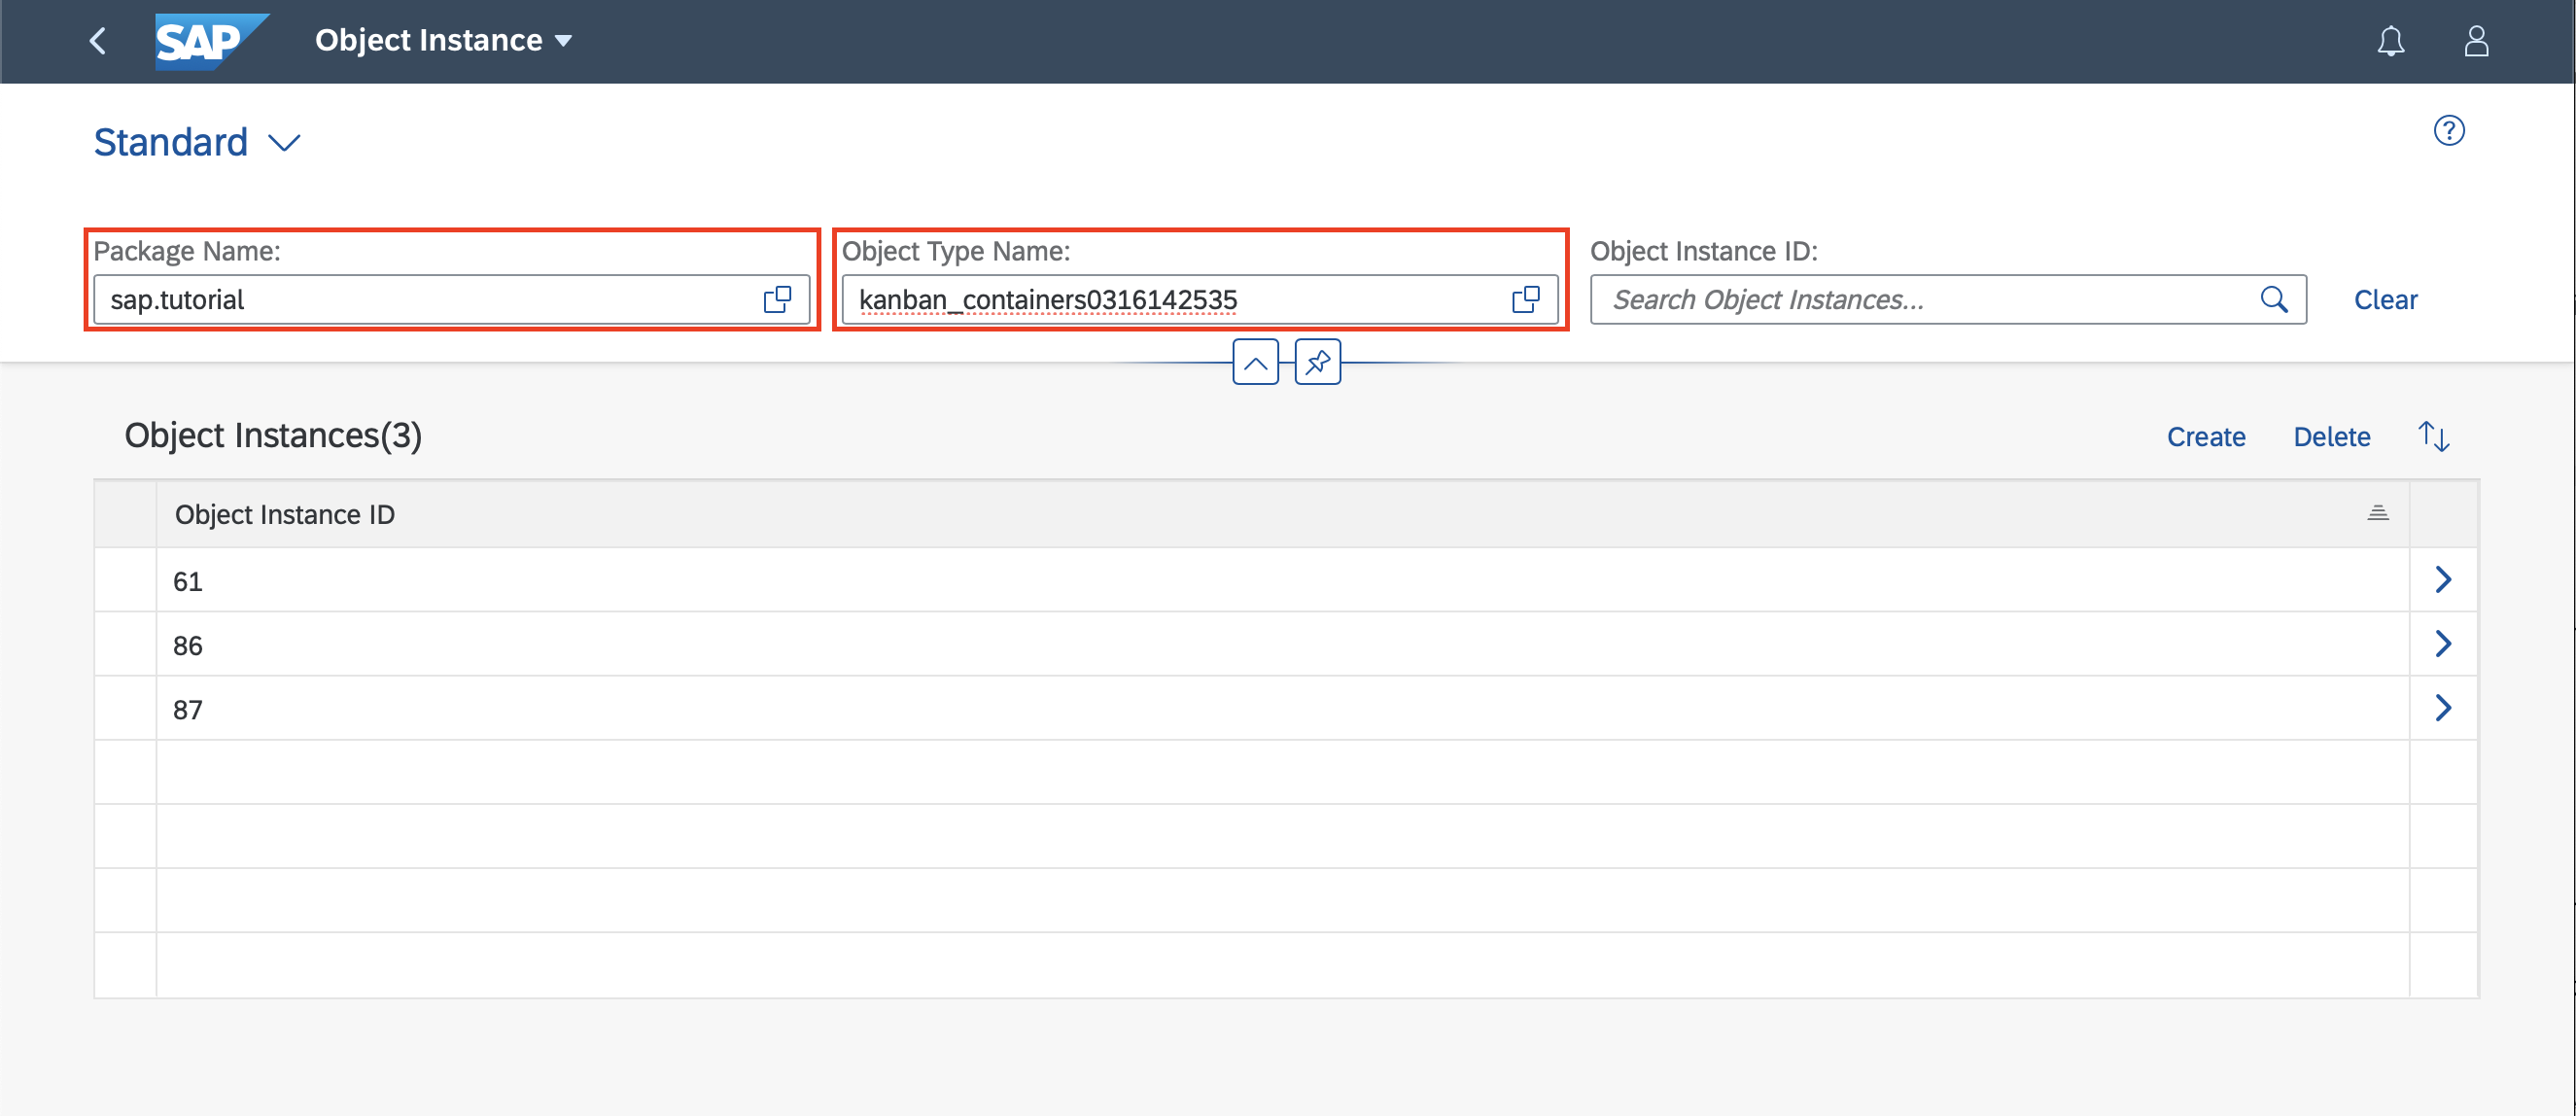 SAP Object Instance
Standard
Package Name: Object Type Name: Object Instance ID:
sap.tutorial kanban_containers0316142535 Search Object Instances... Clear
Object Instances(3) Create Delete
Object Instance ID
61
86
87